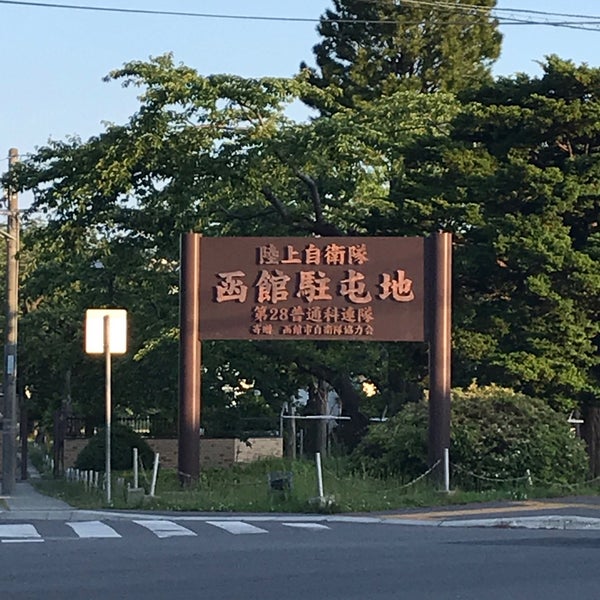 陸上自衛隊
函館駐屯地
第28普通科連隊
寄贈 函館市自衛隊協力会